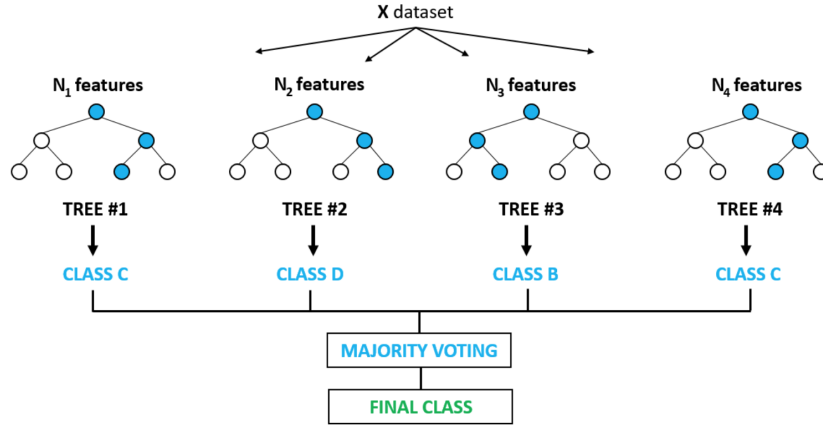 X dataset
N₁ features
N₂ features
N₃ features
N₄ features
TREE #1
TREE #2
TREE #3
TREE #4
CLASS C
CLASS D
CLASS B
CLASS C
MAJORITY VOTING
FINAL CLASS